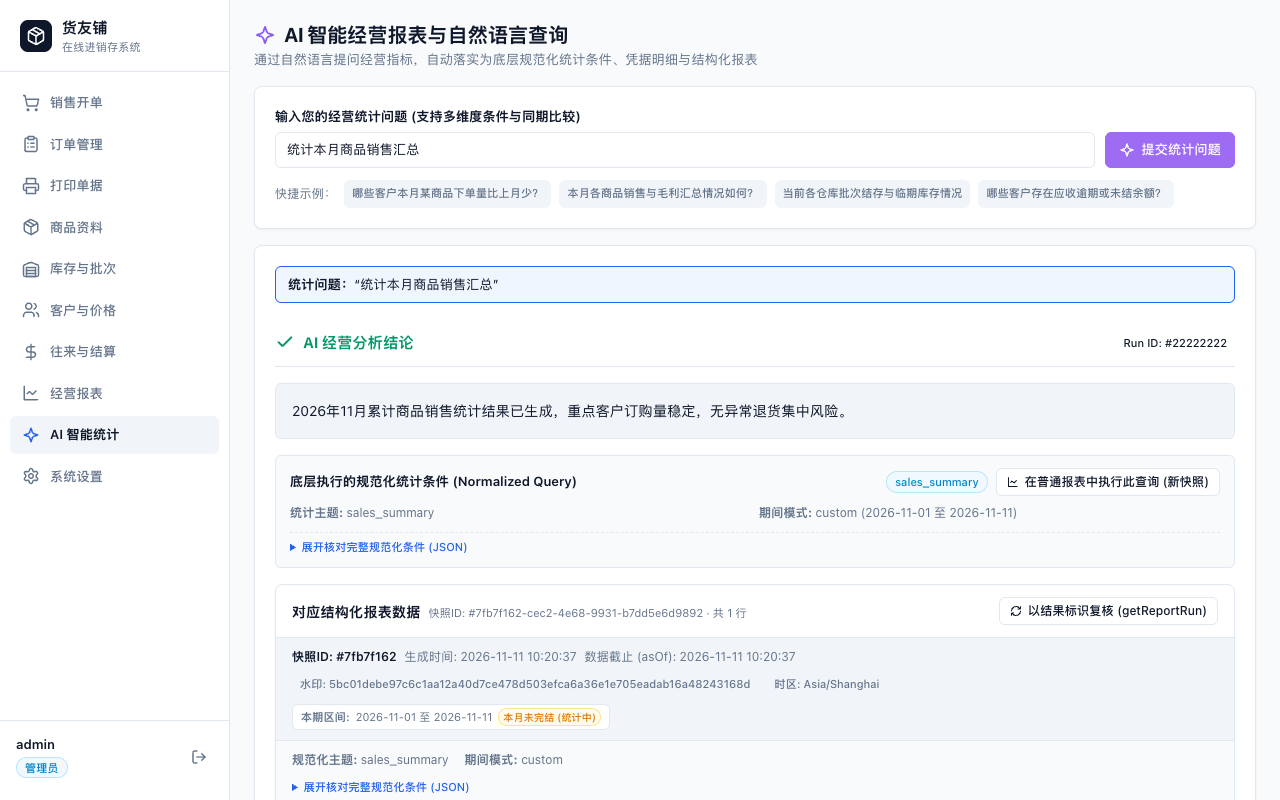 货友铺
在线进销存系统
销售开单
订单管理
打印单据
商品资料
库存与批次
客户与价格
往来与结算
经营报表
AI 智能统计
系统设置
admin
管理员
AI 智能经营报表与自然语言查询
通过自然语言提问经营指标，自动落实为底层规范化统计条件、凭据明细与结构化报表
输入您的经营统计问题 (支持多维度条件与同期比较)
统计本月商品销售汇总
提交统计问题
快捷示例： 哪些客户本月某商品下单量比上月少？ 本月各商品销售与毛利汇总情况如何？ 当前各仓库批次结存与临期库存情况 哪些客户存在应收逾期或未结余额？
统计问题：“统计本月商品销售汇总”
AI 经营分析结论
Run ID: #22222222
2026年11月累计商品销售统计结果已生成，重点客户订购量稳定，无异常退货集中风险。
底层执行的规范化统计条件 (Normalized Query)
sales_summary
在普通报表中执行此查询 (新快照)
统计主题: sales_summary
期间模式: custom (2026-11-01 至 2026-11-11)
展开核对完整规范化条件 (JSON)
对应结构化报表数据 快照ID: #7fb7f162-cec2-4e68-9931-b7dd5e6d9892 · 共 1 行
以结果标识复核 (getReportRun)
快照ID: #7fb7f162 生成时间: 2026-11-11 10:20:37 数据截止 (asOf): 2026-11-11 10:20:37
水印: 5bc01debe97c6c1aa12a40d7ce478d503efca6a36e1e705eadab16a48243168d 时区: Asia/Shanghai
本期区间: 2026-11-01 至 2026-11-11 本月未完结 (统计中)
规范化主题: sales_summary 期间模式: custom
展开核对完整规范化条件 (JSON)